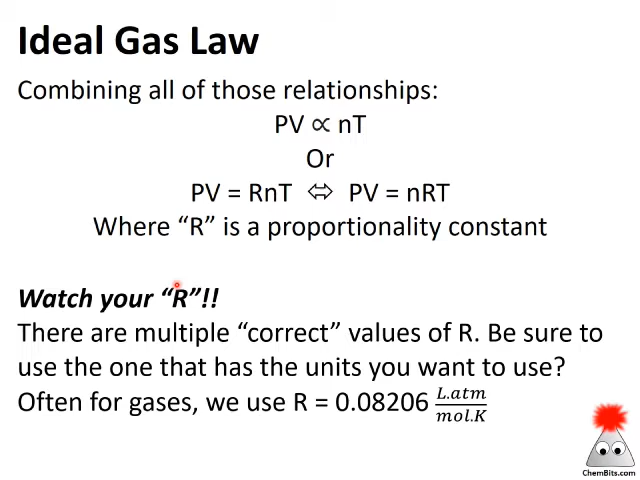 Ideal Gas Law
Combining all of those relationships:
PV ∝ nT
Or
PV = RnT ⇔ PV = nRT
Where “R” is a proportionality constant
Watch your “R”!!
There are multiple “correct” values of R. Be sure to
use the one that has the units you want to use?
Often for gases, we use R = 0.08206 L.atm/mol.K
ChemBits.com